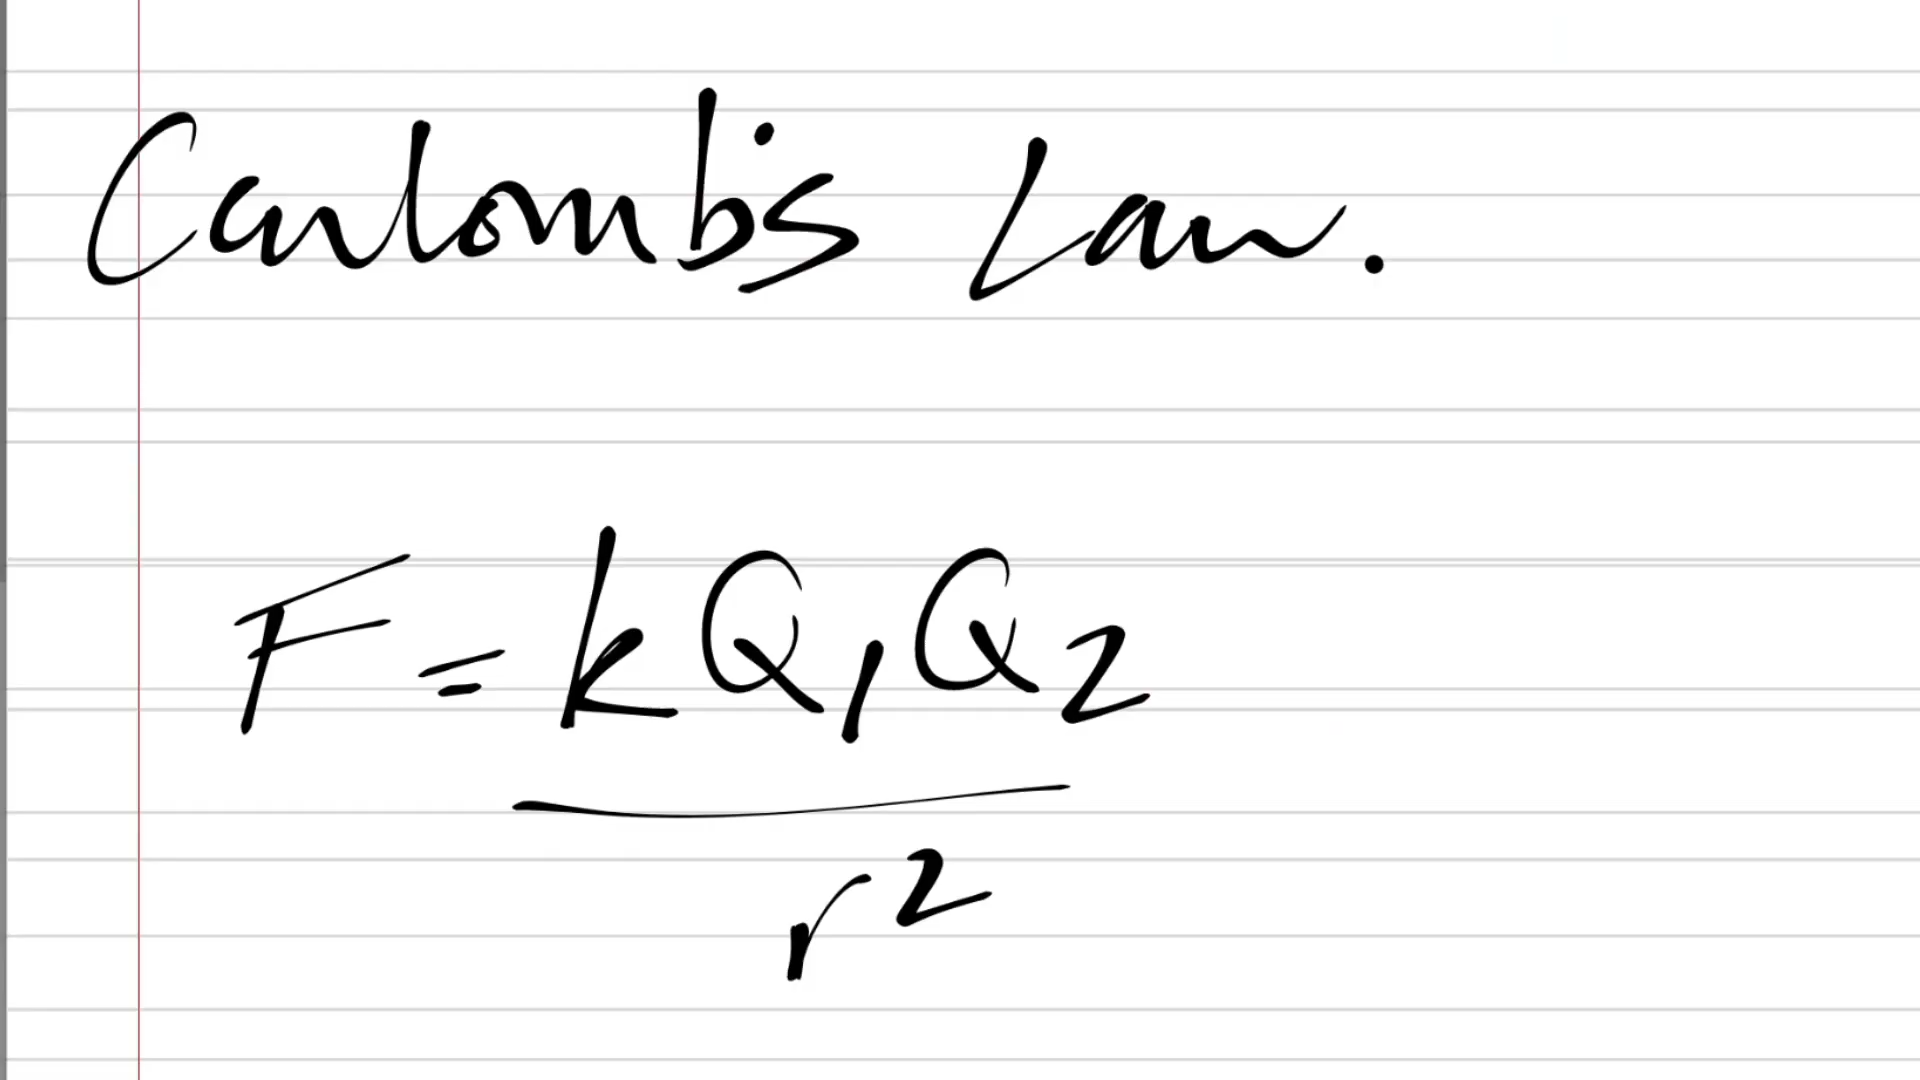 Coulomb's Law.
F = kQ₁Q₂
r²